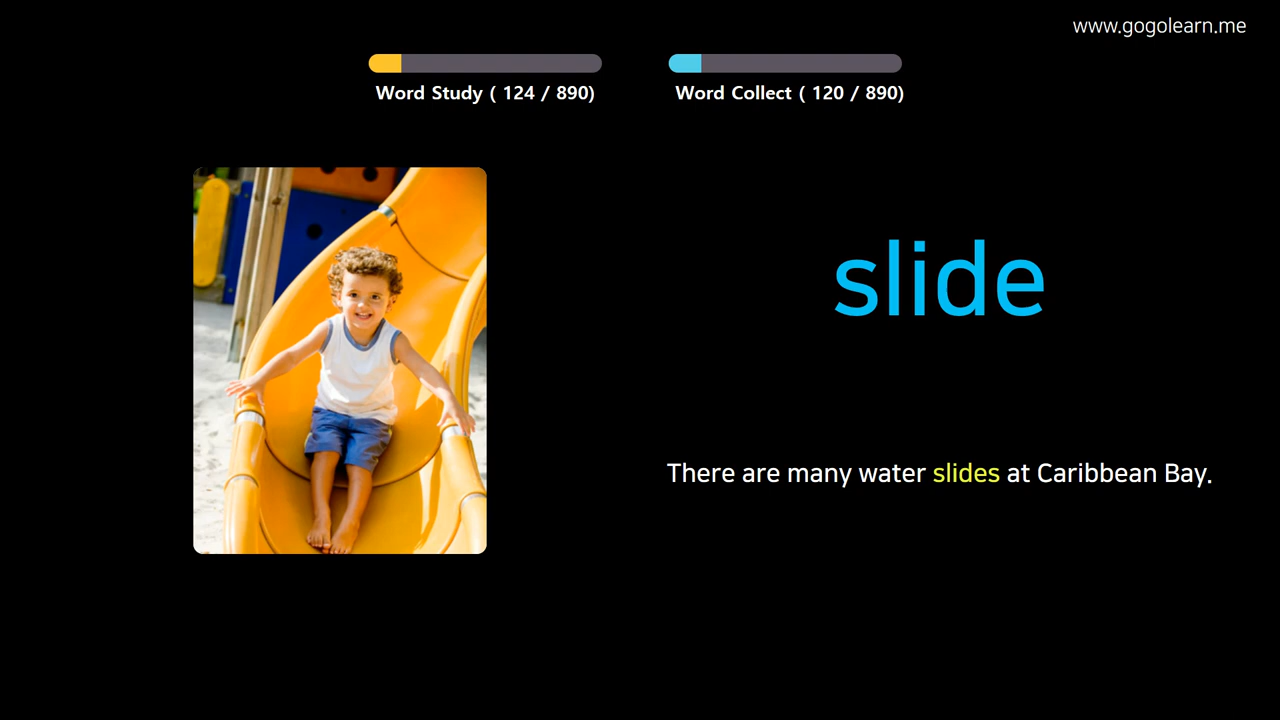 www.gogolearn.me
Word Study ( 124 / 890)
Word Collect ( 120 / 890)
slide
There are many water slides at Caribbean Bay.